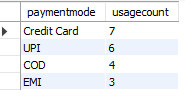 paymentmode usagecount
Credit Card 7
UPI 6
COD 4
EMI 3